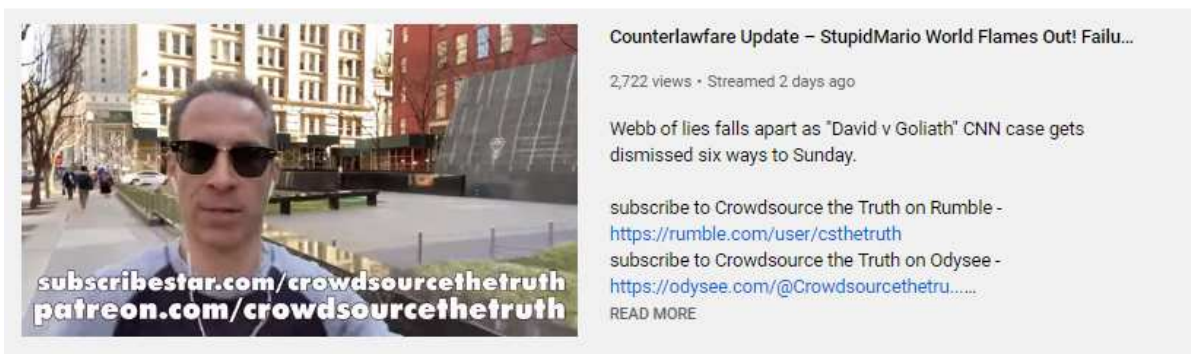 subscribestar.com/crowdsourcethetruth
patreon.com/crowdsourcethetruth
Counterlawfare Update – StupidMario World Flames Out! Failu...
2,722 views • Streamed 2 days ago
Webb of lies falls apart as "David v Goliath" CNN case gets
dismissed six ways to Sunday.
subscribe to Crowdsource the Truth on Rumble -
https://rumble.com/user/csthetruth
subscribe to Crowdsource the Truth on Odysee -
https://odysee.com/@Crowdsourcethetru......
READ MORE